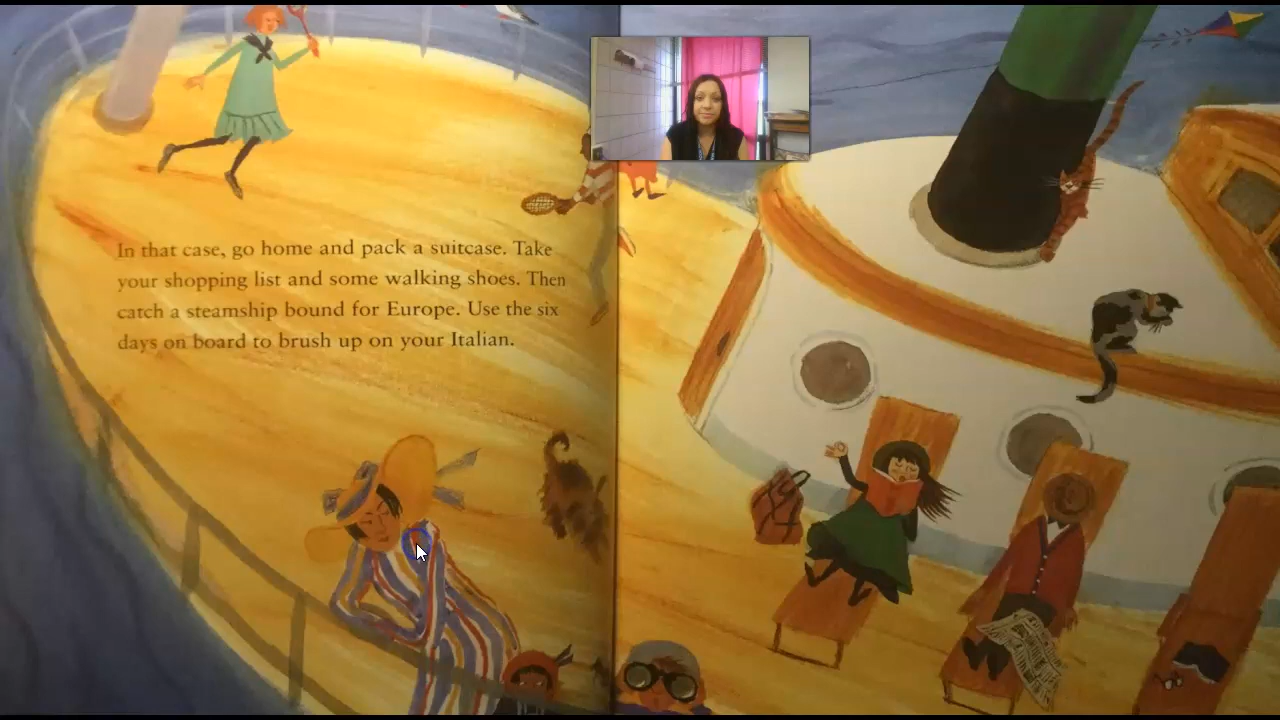 In that case, go home and pack a suitcase. Take
your shopping list and some walking shoes. Then
catch a steamship bound for Europe. Use the six
days on board to brush up on your Italian.